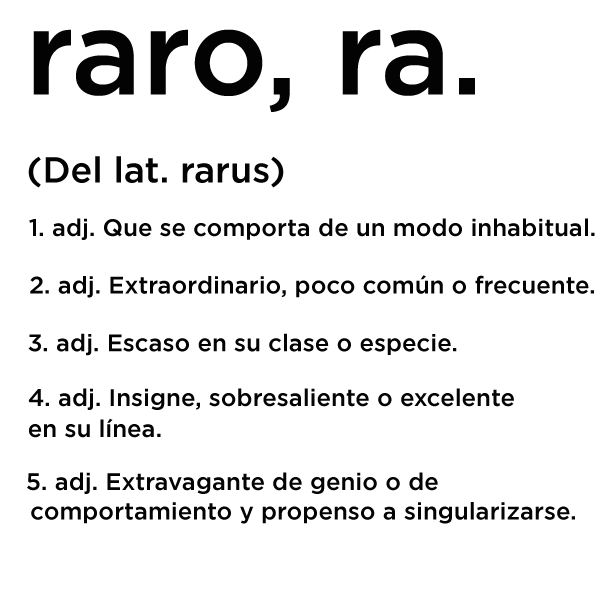 raro, ra.
(Del lat. rarus)
1. adj. Que se comporta de un modo inhabitual.
2. adj. Extraordinario, poco común o frecuente.
3. adj. Escaso en su clase o especie.
4. adj. Insigne, sobresaliente o excelente
en su línea.
5. adj. Extravagante de genio o de
comportamiento y propenso a singularizarse.